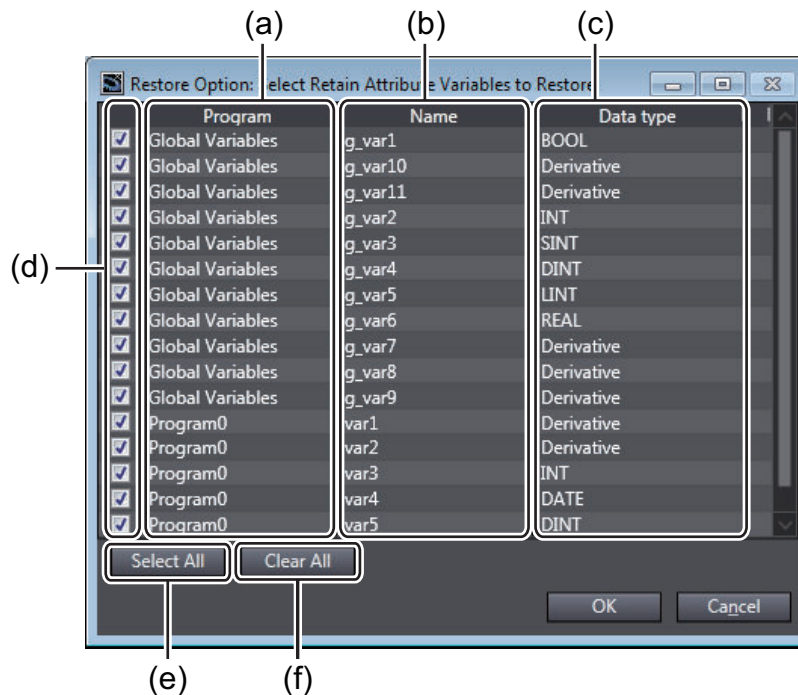 (a) (b) (c)
Restore Option: Select Retain Attribute Variables to Restore
Program Name Data type
Global Variables g_var1 BOOL
Global Variables g_var10 Derivative
Global Variables g_var11 Derivative
Global Variables g_var2 INT
Global Variables g_var3 SINT
(d) Global Variables g_var4 DINT
Global Variables g_var5 LINT
Global Variables g_var6 REAL
Global Variables g_var7 Derivative
Global Variables g_var8 Derivative
Global Variables g_var9 Derivative
Program0 var1 Derivative
Program0 var2 Derivative
Program0 var3 INT
Program0 var4 DATE
Program0 var5 DINT
Select All Clear All
OK Cancel
(e) (f)